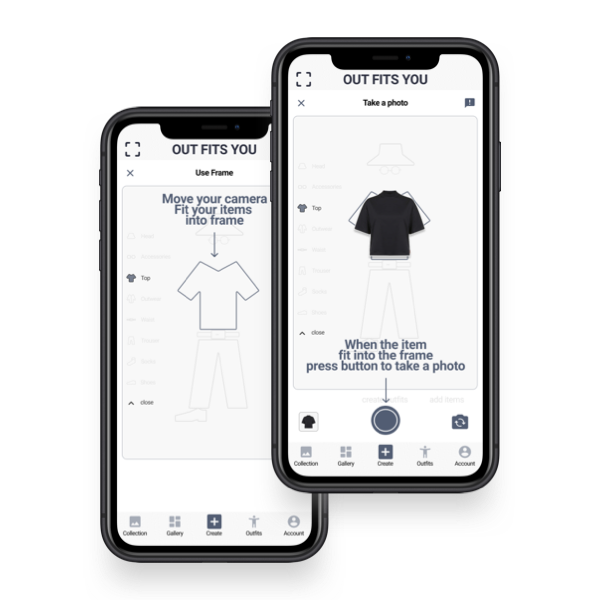 OUT FITS YOU
Use Frame
Move your camera
Fit your items
into frame
Top
close
Collection
Gallery
Create
Outfits
Account
OUT FITS YOU
Take a photo
Top
close
When the item
fit into the frame
press button to take a photo
add items
Collection
Gallery
Create
Outfits
Account